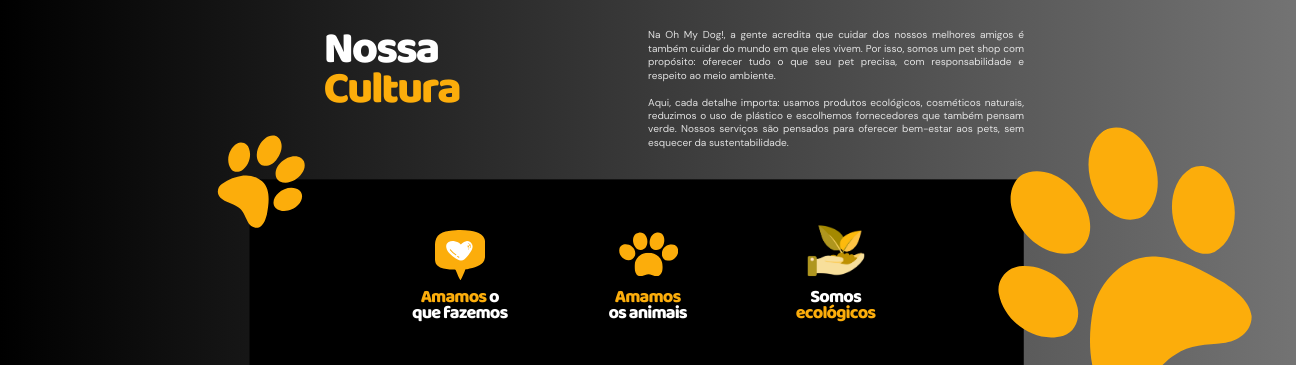 Nossa
Cultura
Na Oh My Dog!, a gente acredita que cuidar dos nossos melhores amigos é
também cuidar do mundo em que eles vivem. Por isso, somos um pet shop com
propósito: oferecer tudo o que seu pet precisa, com responsabilidade e
respeito ao meio ambiente.
Aqui, cada detalhe importa: usamos produtos ecológicos, cosméticos naturais,
reduzimos o uso de plástico e escolhemos fornecedores que também pensam
verde. Nossos serviços são pensados para oferecer bem-estar aos pets, sem
esquecer da sustentabilidade.
Amamos o
que fazemos
Amamos
os animais
Somos
ecológicos